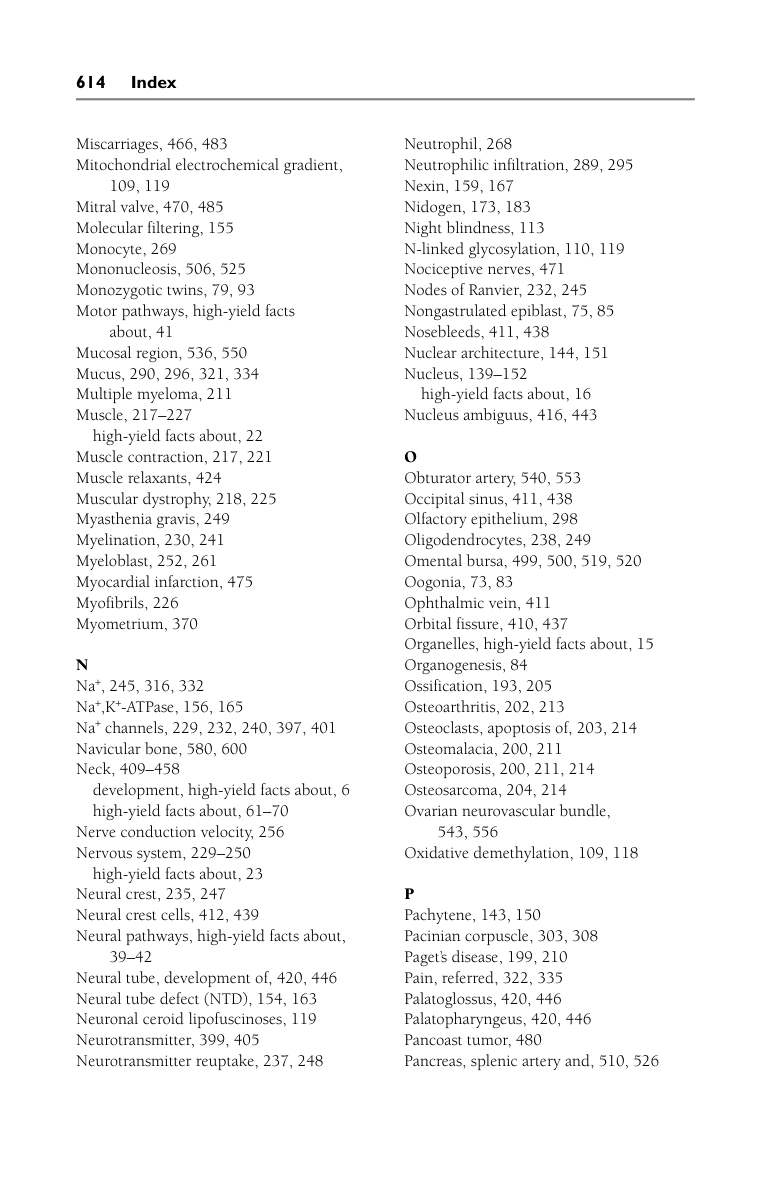 614 Index
Miscarriages, 466, 483
Mitochondrial electrochemical gradient,
109, 119
Mitral valve, 470, 485
Molecular filtering, 155
Monocyte, 269
Mononucleosis, 506, 525
Monozygotic twins, 79, 93
Motor pathways, high-yield facts
about, 41
Mucosal region, 536, 550
Mucus, 290, 296, 321, 334
Multiple myeloma, 211
Muscle, 217–227
high-yield facts about, 22
Muscle contraction, 217, 221
Muscle relaxants, 424
Muscular dystrophy, 218, 225
Myasthenia gravis, 249
Myelination, 230, 241
Myeloblast, 252, 261
Myocardial infarction, 475
Myofibrils, 226
Myometrium, 370
N
Na⁺, 245, 316, 332
Na⁺,K⁺-ATPase, 156, 165
Na⁺ channels, 229, 232, 240, 397, 401
Navicular bone, 580, 600
Neck, 409–458
development, high-yield facts about, 6
high-yield facts about, 61–70
Nerve conduction velocity, 256
Nervous system, 229–250
high-yield facts about, 23
Neural crest, 235, 247
Neural crest cells, 412, 439
Neural pathways, high-yield facts about,
39–42
Neural tube, development of, 420, 446
Neural tube defect (NTD), 154, 163
Neuronal ceroid lipofuscinoses, 119
Neurotransmitter, 399, 405
Neurotransmitter reuptake, 237, 248
Neutrophil, 268
Neutrophilic infiltration, 289, 295
Nexin, 159, 167
Nidogen, 173, 183
Night blindness, 113
N-linked glycosylation, 110, 119
Nociceptive nerves, 471
Nodes of Ranvier, 232, 245
Nongastrulated epiblast, 75, 85
Nosebleeds, 411, 438
Nuclear architecture, 144, 151
Nucleus, 139–152
high-yield facts about, 16
Nucleus ambiguus, 416, 443
O
Obturator artery, 540, 553
Occipital sinus, 411, 438
Olfactory epithelium, 298
Oligodendrocytes, 238, 249
Omental bursa, 499, 500, 519, 520
Oogonia, 73, 83
Ophthalmic vein, 411
Orbital fissure, 410, 437
Organelles, high-yield facts about, 15
Organogenesis, 84
Ossification, 193, 205
Osteoarthritis, 202, 213
Osteoclasts, apoptosis of, 203, 214
Osteomalacia, 200, 211
Osteoporosis, 200, 211, 214
Osteosarcoma, 204, 214
Ovarian neurovascular bundle,
543, 556
Oxidative demethylation, 109, 118
P
Pachytene, 143, 150
Pacinian corpuscle, 303, 308
Paget's disease, 199, 210
Pain, referred, 322, 335
Palatoglossus, 420, 446
Palatopharyngeus, 420, 446
Pancoast tumor, 480
Pancreas, splenic artery and, 510, 526